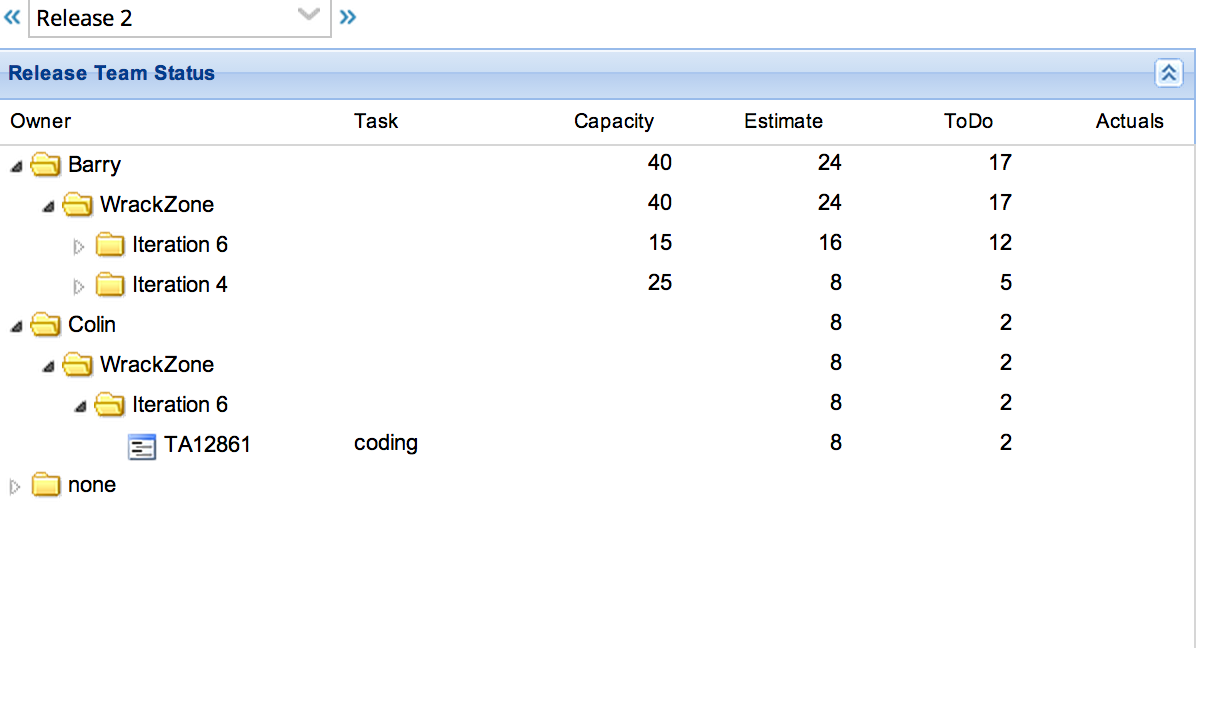 Release 2
Release Team Status
Owner Task Capacity Estimate ToDo Actuals
Barry 40 24 17
WrackZone 40 24 17
Iteration 6 15 16 12
Iteration 4 25 8 5
Colin 8 2
WrackZone 8 2
Iteration 6 8 2
TA12861 coding 8 2
none